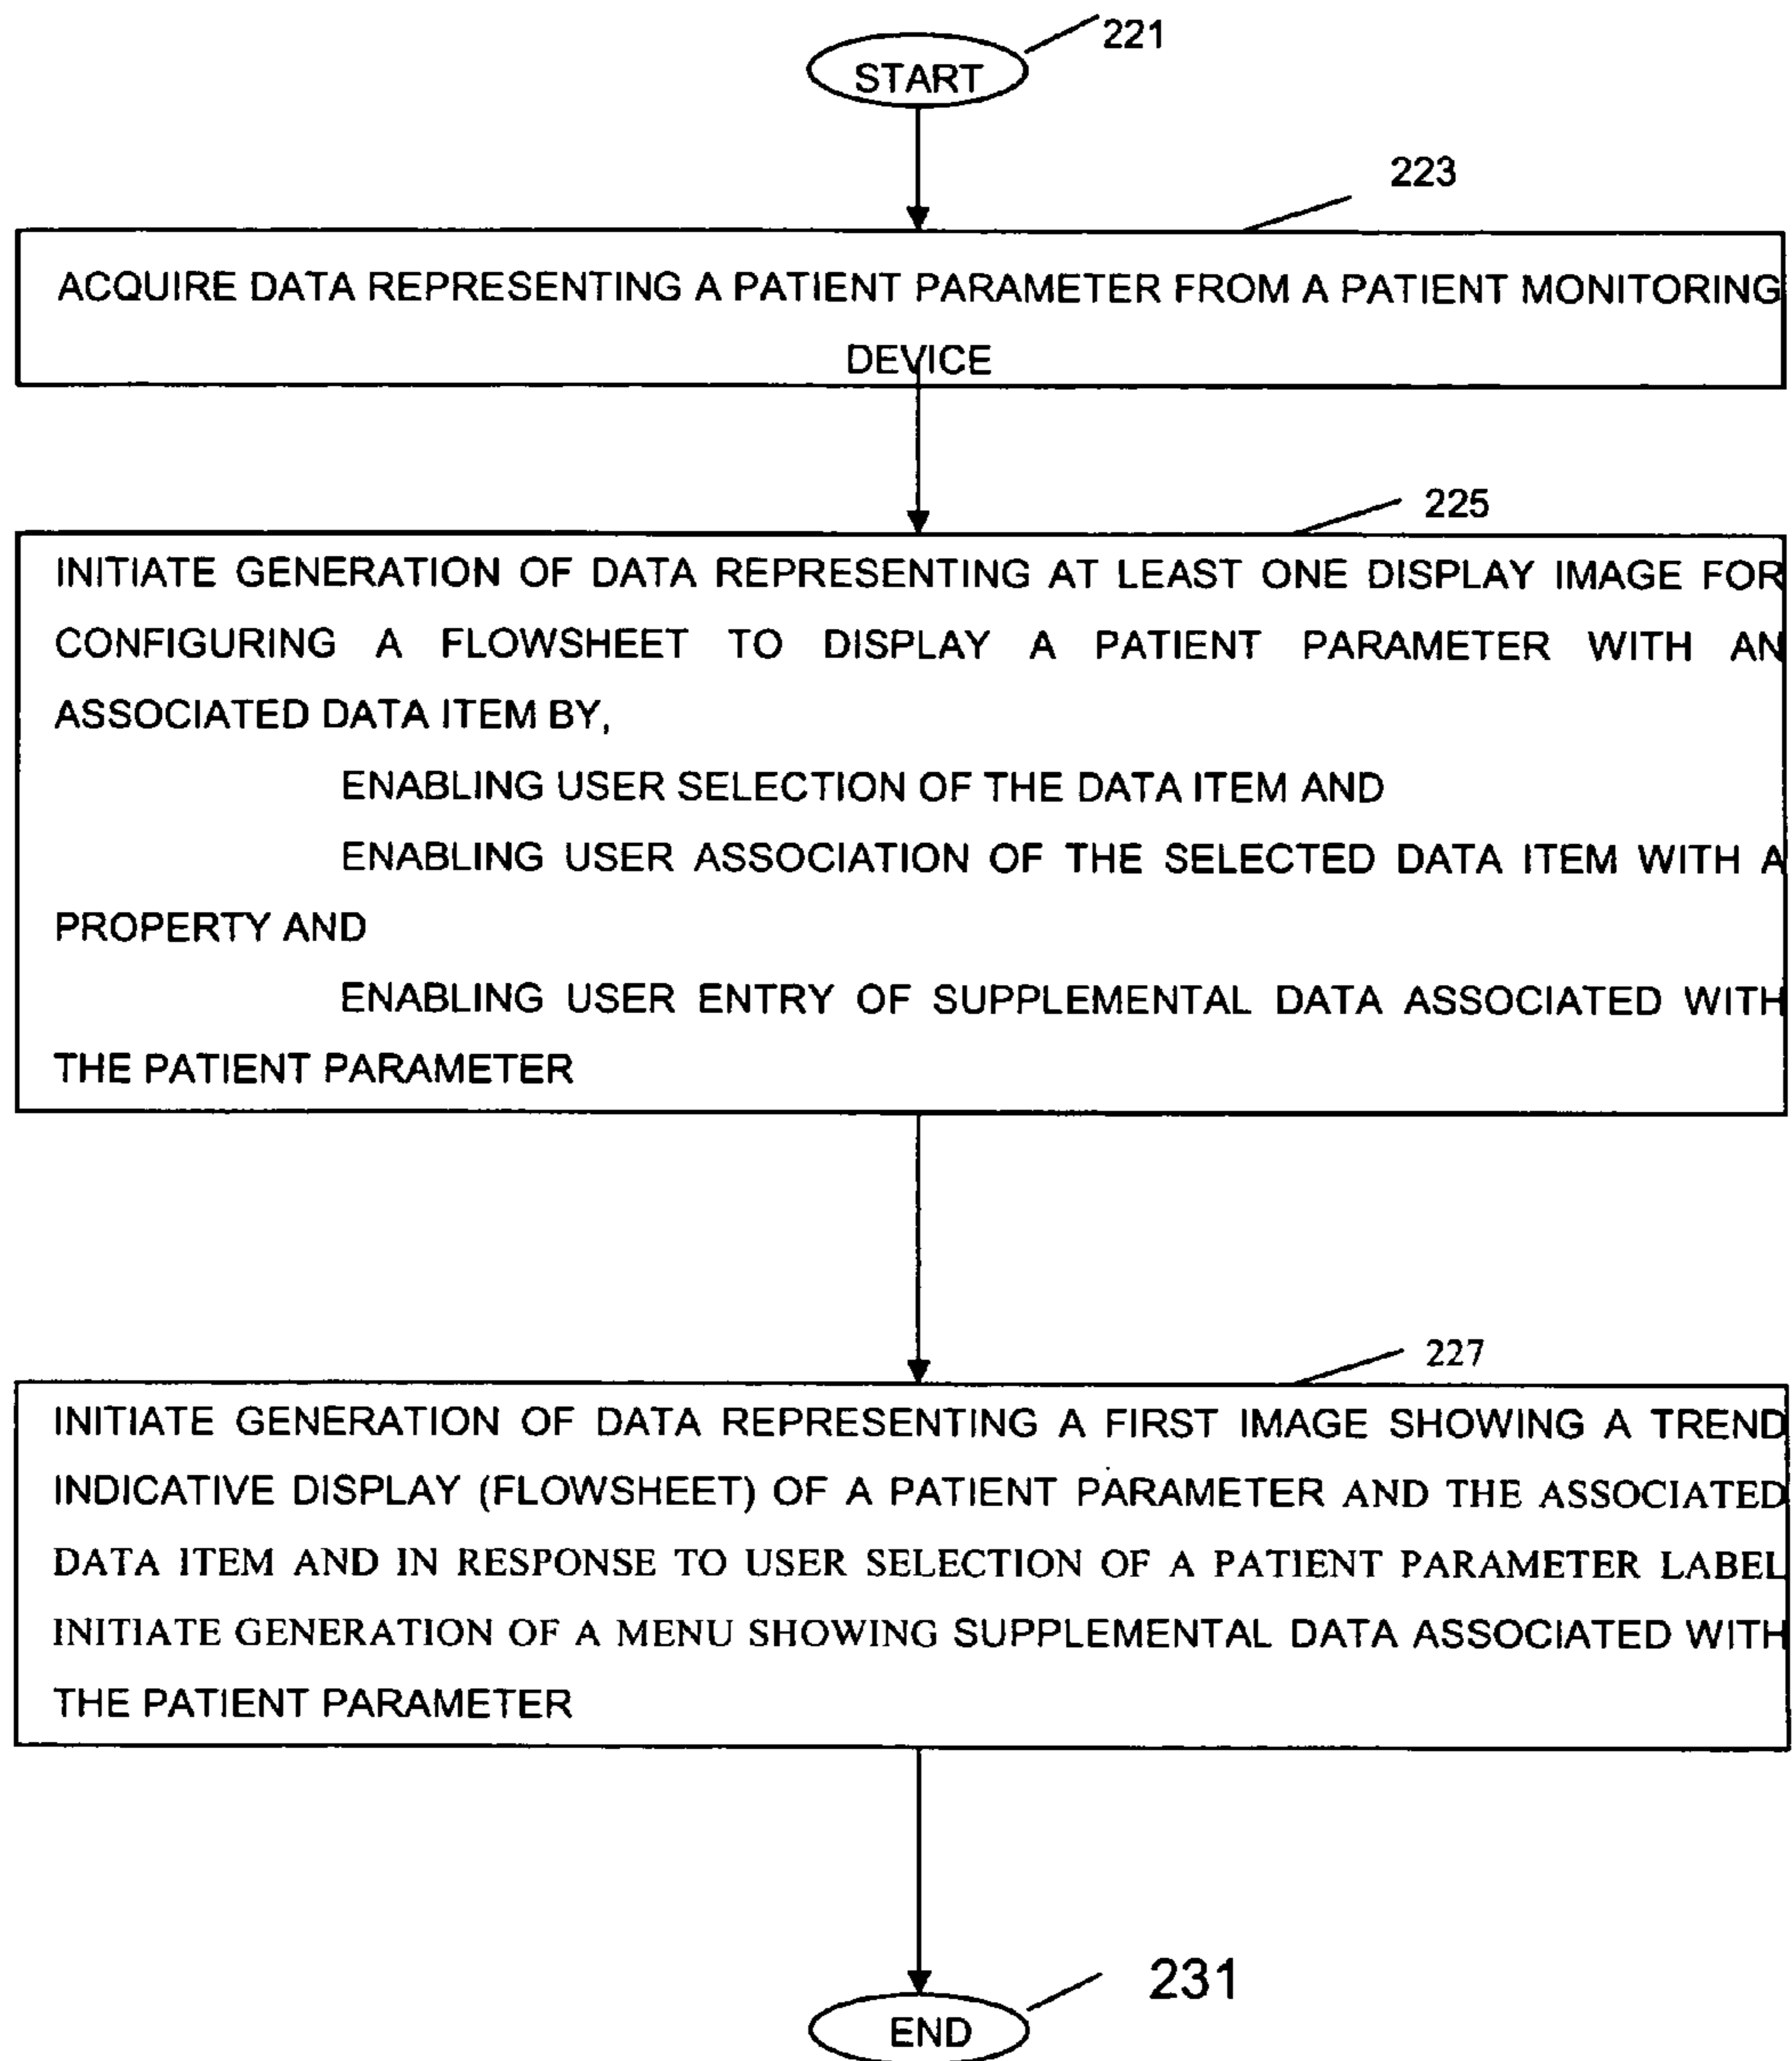 221
START
223
ACQUIRE DATA REPRESENTING A PATIENT PARAMETER FROM A PATIENT MONITORING
DEVICE
225
INITIATE GENERATION OF DATA REPRESENTING AT LEAST ONE DISPLAY IMAGE FOR
CONFIGURING A FLOWSHEET TO DISPLAY A PATIENT PARAMETER WITH AN
ASSOCIATED DATA ITEM BY,
ENABLING USER SELECTION OF THE DATA ITEM AND
ENABLING USER ASSOCIATION OF THE SELECTED DATA ITEM WITH A
PROPERTY AND
ENABLING USER ENTRY OF SUPPLEMENTAL DATA ASSOCIATED WITH
THE PATIENT PARAMETER
227
INITIATE GENERATION OF DATA REPRESENTING A FIRST IMAGE SHOWING A TREND
INDICATIVE DISPLAY (FLOWSHEET) OF A PATIENT PARAMETER AND THE ASSOCIATED
DATA ITEM AND IN RESPONSE TO USER SELECTION OF A PATIENT PARAMETER LABEL
INITIATE GENERATION OF A MENU SHOWING SUPPLEMENTAL DATA ASSOCIATED WITH
THE PATIENT PARAMETER
231
END